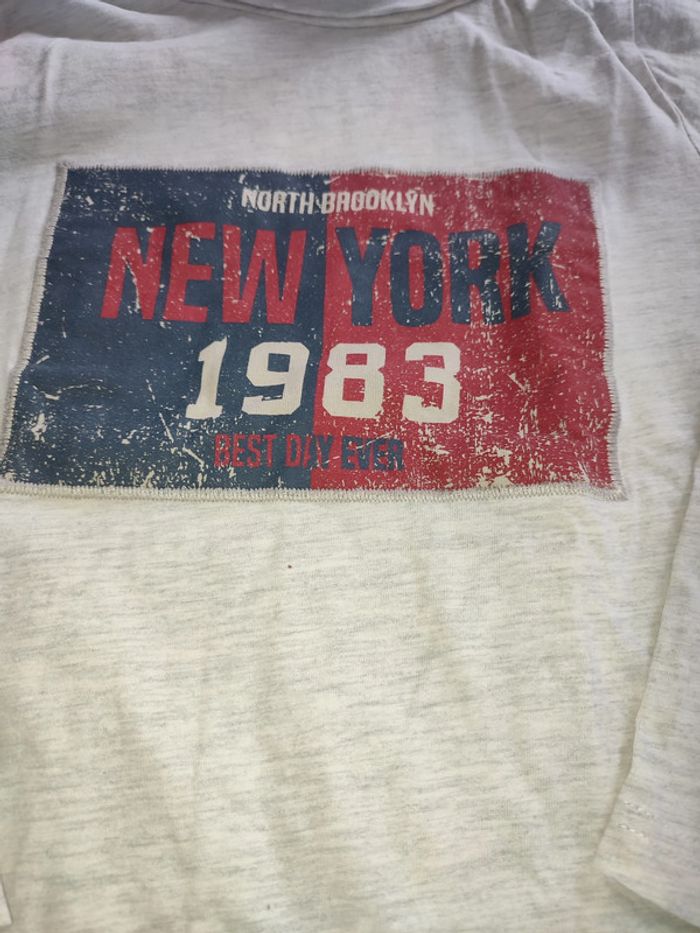 NORTH BROOKLYN
NEW YORK
1983
BEST DAY EVER